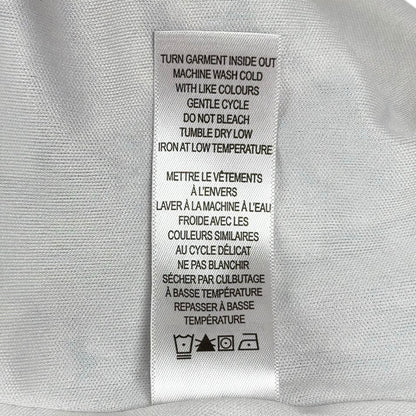 TURN GARMENT INSIDE OUT
MACHINE WASH COLD
WITH LIKE COLOURS
GENTLE CYCLE
DO NOT BLEACH
TUMBLE DRY LOW
IRON AT LOW TEMPERATURE
METTRE LE VÊTEMENTS
À L'ENVERS
LAVER À LA MACHINE À L'EAU
FROIDE AVEC LES
COULEURS SIMILAIRES
AU CYCLE DÉLICAT
NE PAS BLANCHIR
SÉCHER PAR CULBUTAGE
À BASSE TEMPÉRATURE
REPASSER À BASSE
TEMPÉRATURE